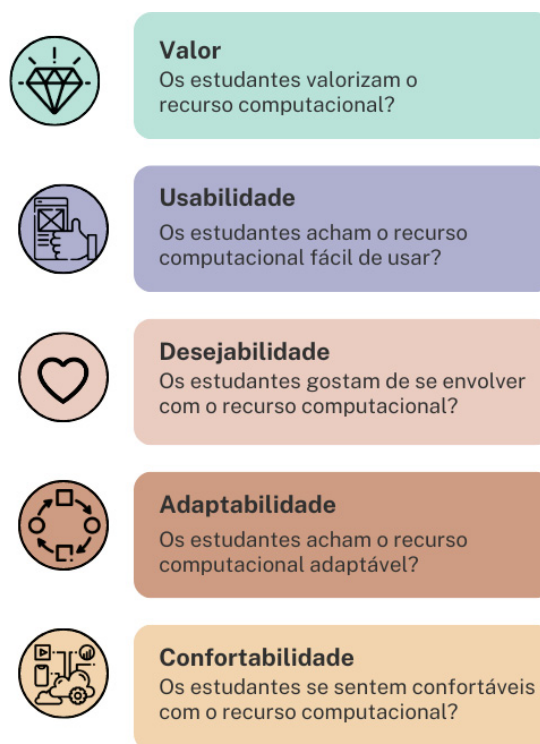 Valor
Os estudantes valorizam o
recurso computacional?
Usabilidade
Os estudantes acham o recurso
computacional fácil de usar?
Desejabilidade
Os estudantes gostam de se envolver
com o recurso computacional?
Adaptabilidade
Os estudantes acham o recurso
computacional adaptável?
Confortabilidade
Os estudantes se sentem confortáveis
com o recurso computacional?